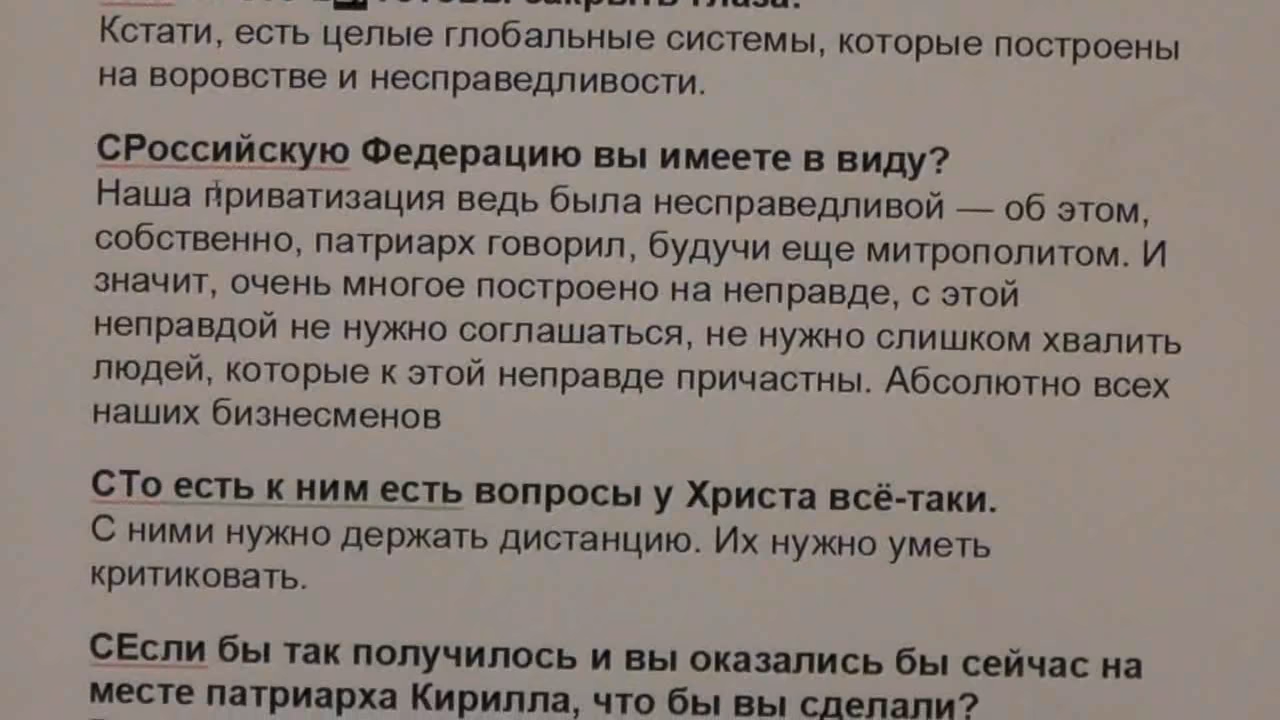 закрыть глаза.
Кстати, есть целые глобальные системы, которые построены
на воровстве и несправедливости.
СРоссийскую Федерацию вы имеете в виду?
Наша приватизация ведь была несправедливой — об этом,
собственно, патриарх говорил, будучи еще митрополитом. И
значит, очень многое построено на неправде, с этой
неправдой не нужно соглашаться, не нужно слишком хвалить
людей, которые к этой неправде причастны. Абсолютно всех
наших бизнесменов
СТо есть к ним есть вопросы у Христа всё-таки.
С ними нужно держать дистанцию. Их нужно уметь
критиковать.
СЕсли бы так получилось и вы оказались бы сейчас на
месте патриарха Кирилла, что бы вы сделали?